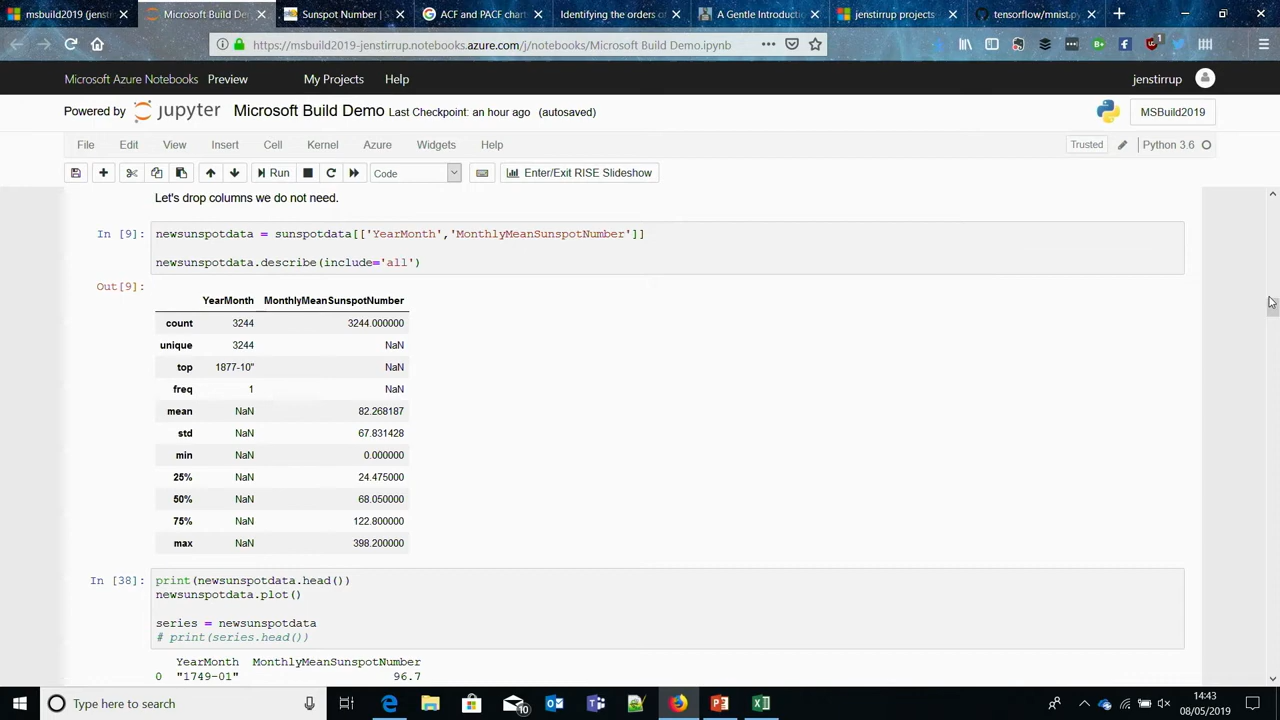 msbuild2019 (jenst
Microsoft Build Dem
Sunspot Number | S
ACF and PACF chart
Identifying the orders of
A Gentle Introducti
jenstirrup projects
tensorflow/mnist.py
https://msbuild2019-jenstirrup.notebooks.azure.com/j/notebooks/Microsoft Build Demo.ipynb
Microsoft Azure Notebooks Preview My Projects Help jenstirrup
Powered by jupyter Microsoft Build Demo Last Checkpoint: an hour ago (autosaved) MSBuild2019
File Edit View Insert Cell Kernel Azure Widgets Help Trusted Python 3.6
Run Code Enter/Exit RISE Slideshow
Let's drop columns we do not need.
In [9]: newsunspotdata = sunspotdata[['YearMonth','MonthlyMeanSunspotNumber']]
newsunspotdata.describe(include='all')
Out[9]:
YearMonth MonthlyMeanSunspotNumber
count 3244 3244.000000
unique 3244 NaN
top 1877-10" NaN
freq 1 NaN
mean NaN 82.268187
std NaN 67.831428
min NaN 0.000000
25% NaN 24.475000
50% NaN 68.050000
75% NaN 122.800000
max NaN 398.200000
In [38]: print(newsunspotdata.head())
newsunspotdata.plot()
series = newsunspotdata
# print(series.head())
YearMonth MonthlyMeanSunspotNumber
0 "1749-01" 96.7
Type here to search
10
14:43
08/05/2019